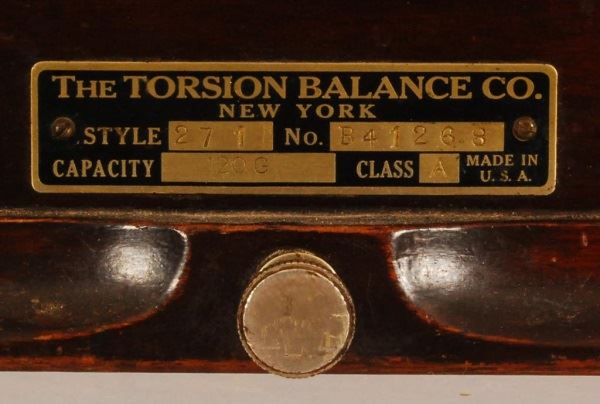 THE TORSION BALANCE CO.
NEW YORK
STYLE 271 No. B41268
CAPACITY 120G CLASS A MADE IN U.S.A.